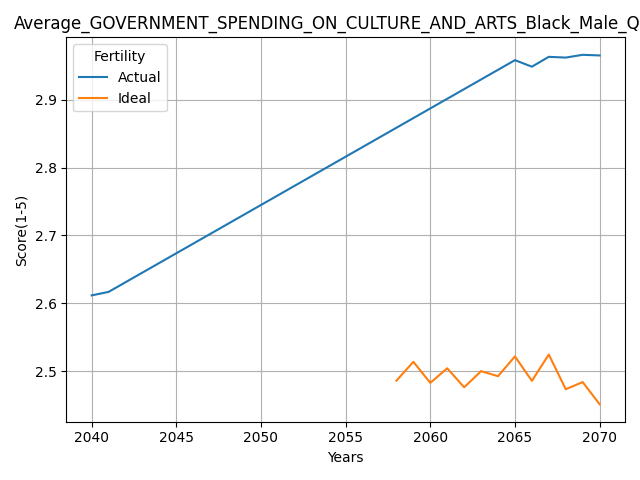 Average_GOVERNMENT_SPENDING_ON_CULTURE_AND_ARTS_Black_Male_Q
Fertility
Actual
Ideal
2.9
2.8
2.7
2.6
2.5
Score(1-5)
2040 2045 2050 2055 2060 2065 2070
Years